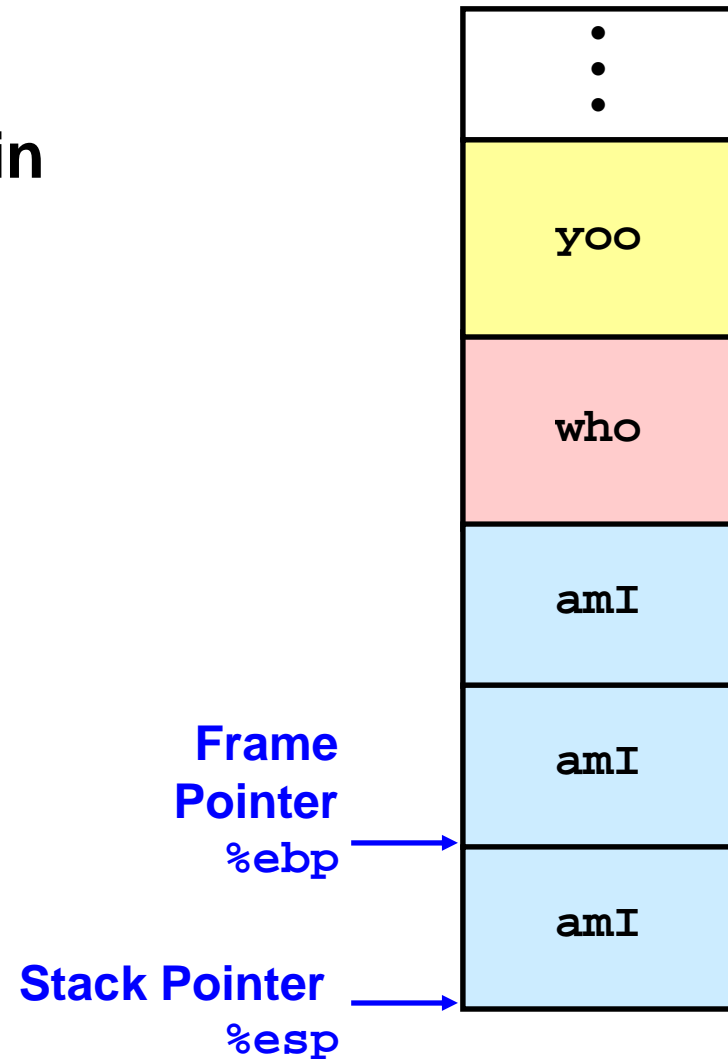 in
yoo
who
amI
Frame
Pointer
%ebp
amI
amI
Stack Pointer
%esp